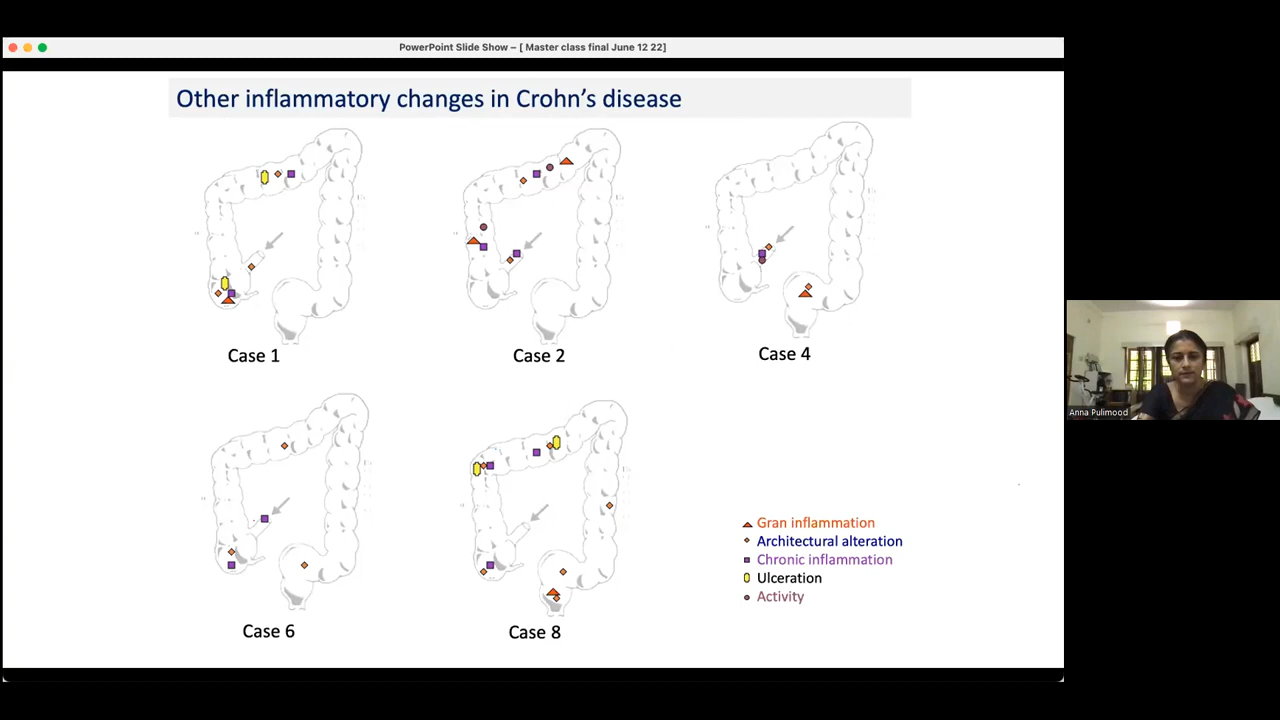 PowerPoint Slide Show – [ Master class final June 12 22]
Other inflammatory changes in Crohn's disease
Case 1
Case 2
Case 4
Case 6
Case 8
Gran inflammation
Architectural alteration
Chronic inflammation
Ulceration
Activity
Anna Pulimood